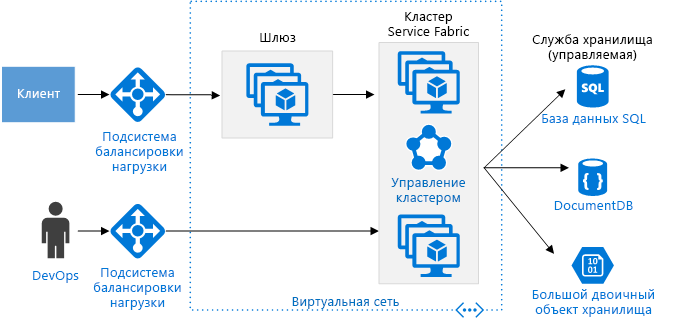 Клиент
Подсистема
балансировки
нагрузки
Шлюз
Кластер
Service Fabric
Управление
кластером
Служба хранилища
(управляемая)
SQL
База данных SQL
{ }
DocumentDB
10
01
Большой двоичный
объект хранилища
DevOps
Подсистема
балансировки
нагрузки
Виртуальная сеть